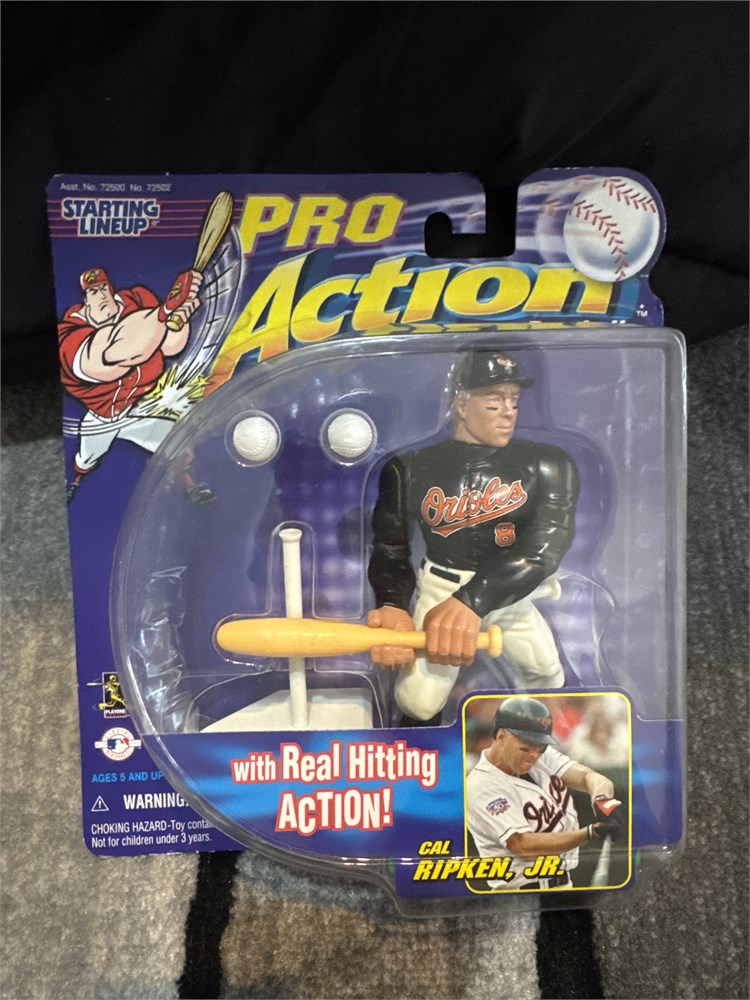 Asst. No. 72500 No. 72502
STARTING
LINEUP
PRO
Action
TM
Orioles
8
with Real Hitting
ACTION!
PLAYERS
AGES 5 AND UP
WARNING:
CHOKING HAZARD-Toy contai
Not for children under 3 years.
CAL
RIPKEN, JR.